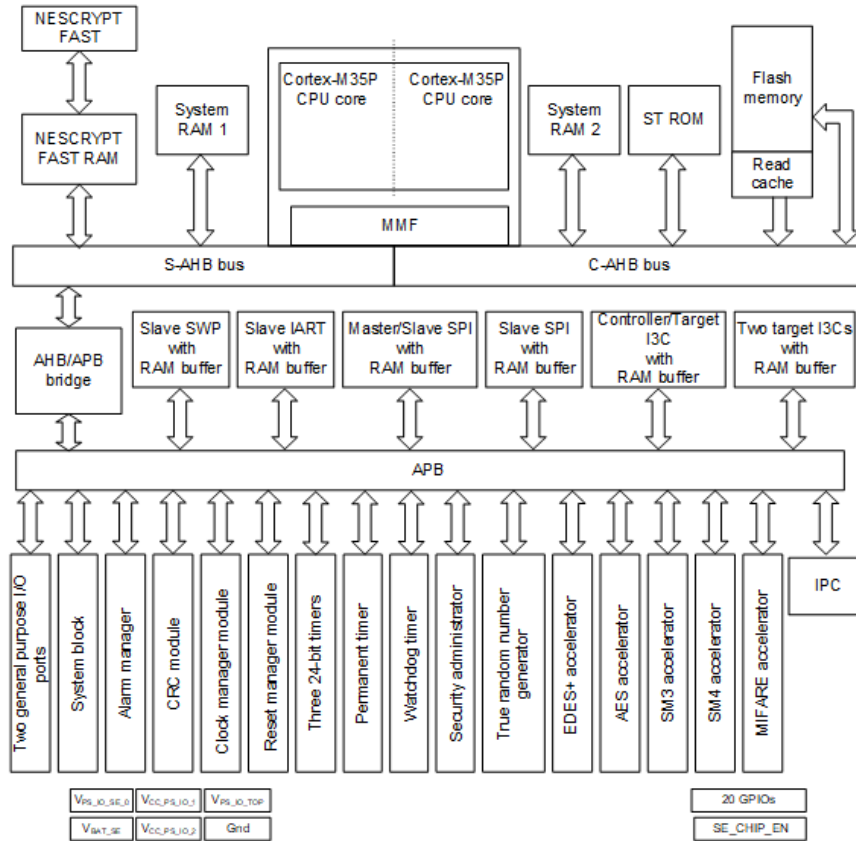 NESCRYPT
FAST
NESCRYPT
FAST RAM
System
RAM 1
Cortex-M35P
CPU core
Cortex-M35P
CPU core
MMF
System
RAM 2
ST ROM
Flash
memory
Read
cache
S-AHB bus
C-AHB bus
AHB/APB
bridge
Slave SWP
with
RAM buffer
Slave IART
with
RAM buffer
Master/Slave SPI
with
RAM buffer
Slave SPI
with
RAM buffer
Controller/Target
I3C
with
RAM buffer
Two target I3Cs
with
RAM buffer
APB
Two general purpose I/O
ports
System block
Alarm manager
CRC module
Clock manager module
Reset manager module
Three 24-bit timers
Permanent timer
Watchdog timer
Security administrator
True random number
generator
EDES+ accelerator
AES accelerator
SM3 accelerator
SM4 accelerator
MIFARE accelerator
IPC
VPS_IO_SE_0
VCC_PS_IO_1
VPS_IO_TOP
20 GPIOs
VBAT_SE
VCC_PS_IO_2
Gnd
SE_CHIP_EN